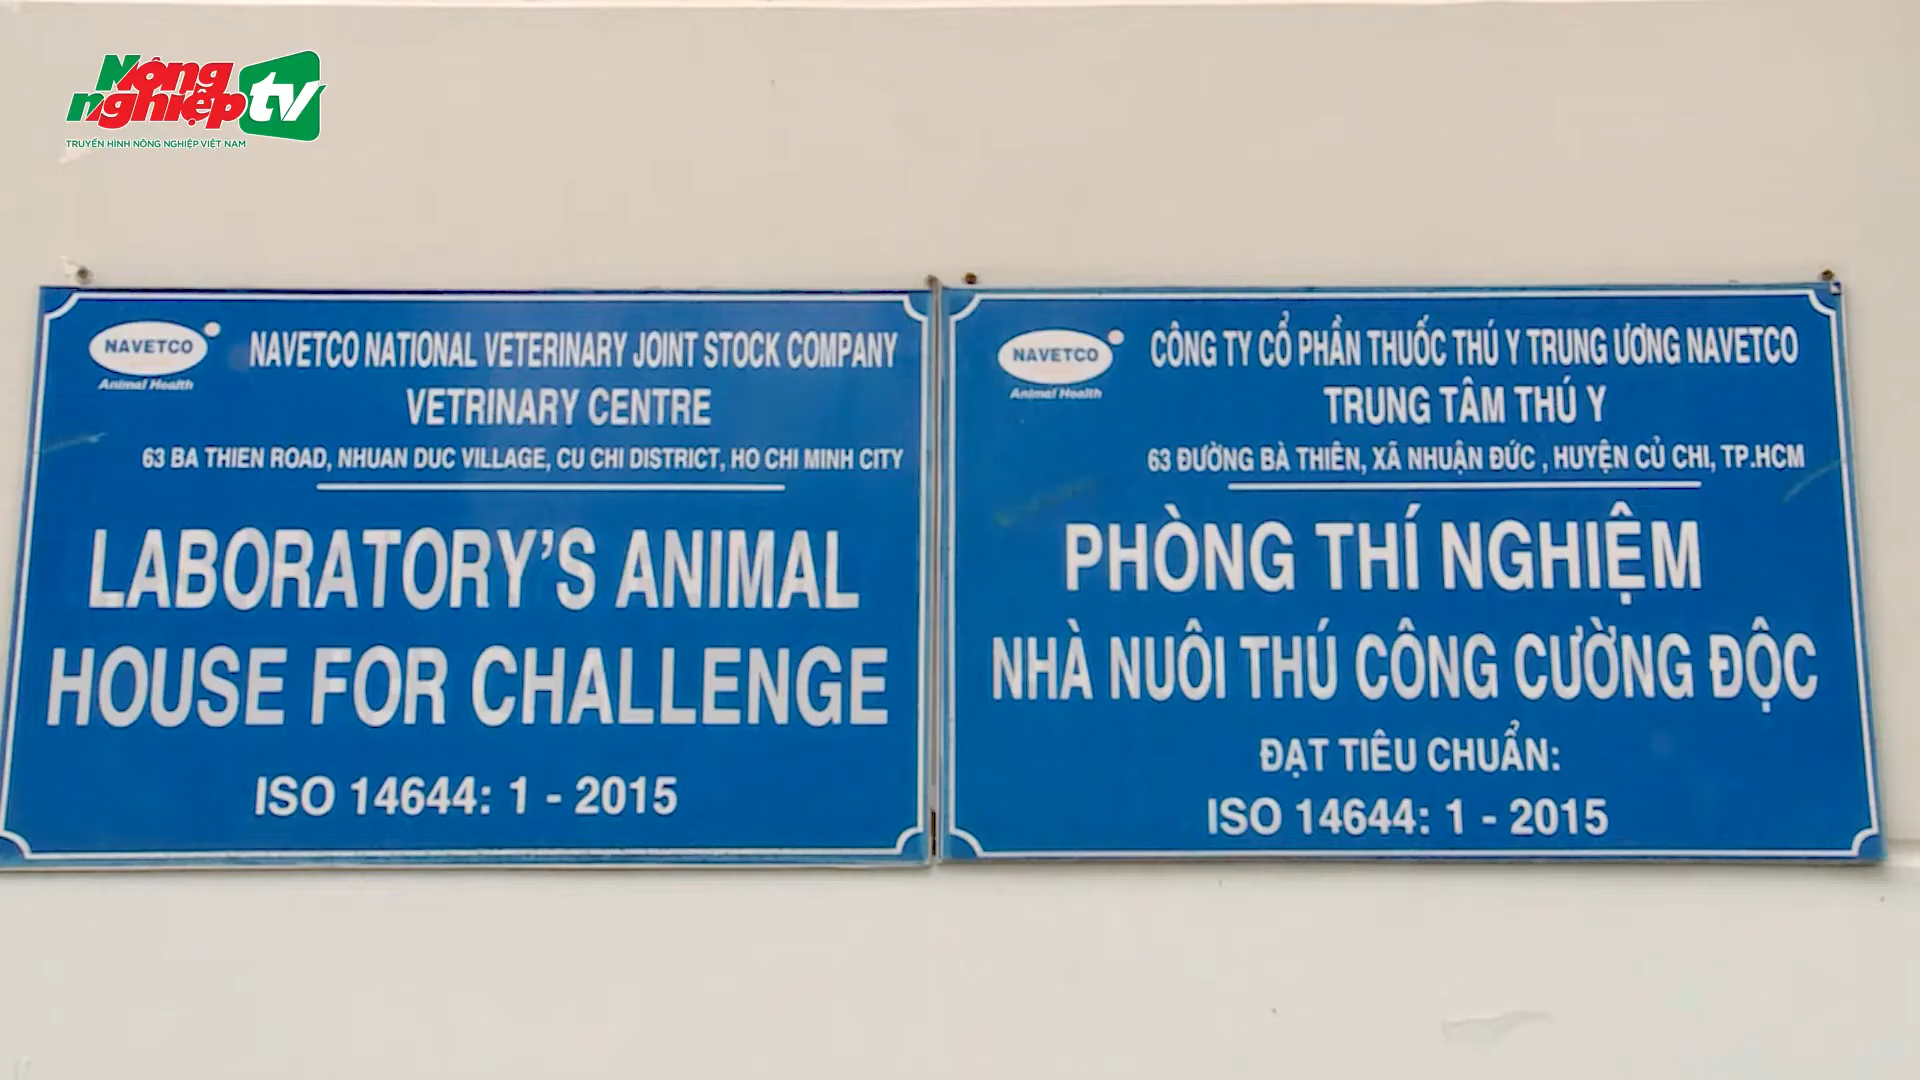 Nông
nghiệp tv
TRUYỀN HÌNH NÔNG NGHIỆP VIỆT NAM
NAVETCO
Animal Health
NAVETCO NATIONAL VETERINARY JOINT STOCK COMPANY
VETRINARY CENTRE
63 BA THIEN ROAD, NHUAN DUC VILLAGE, CU CHI DISTRICT, HO CHI MINH CITY
LABORATORY'S ANIMAL
HOUSE FOR CHALLENGE
ISO 14644: 1 - 2015
NAVETCO
Animal Health
CÔNG TY CỔ PHẦN THUỐC THÚ Y TRUNG ƯƠNG NAVETCO
TRUNG TÂM THÚ Y
63 ĐƯỜNG BÀ THIÊN, XÃ NHUẬN ĐỨC , HUYỆN CỦ CHI, TP.HCM
PHÒNG THÍ NGHIỆM
NHÀ NUÔI THÚ CÔNG CƯỜNG ĐỘC
ĐẠT TIÊU CHUẨN:
ISO 14644: 1 - 2015